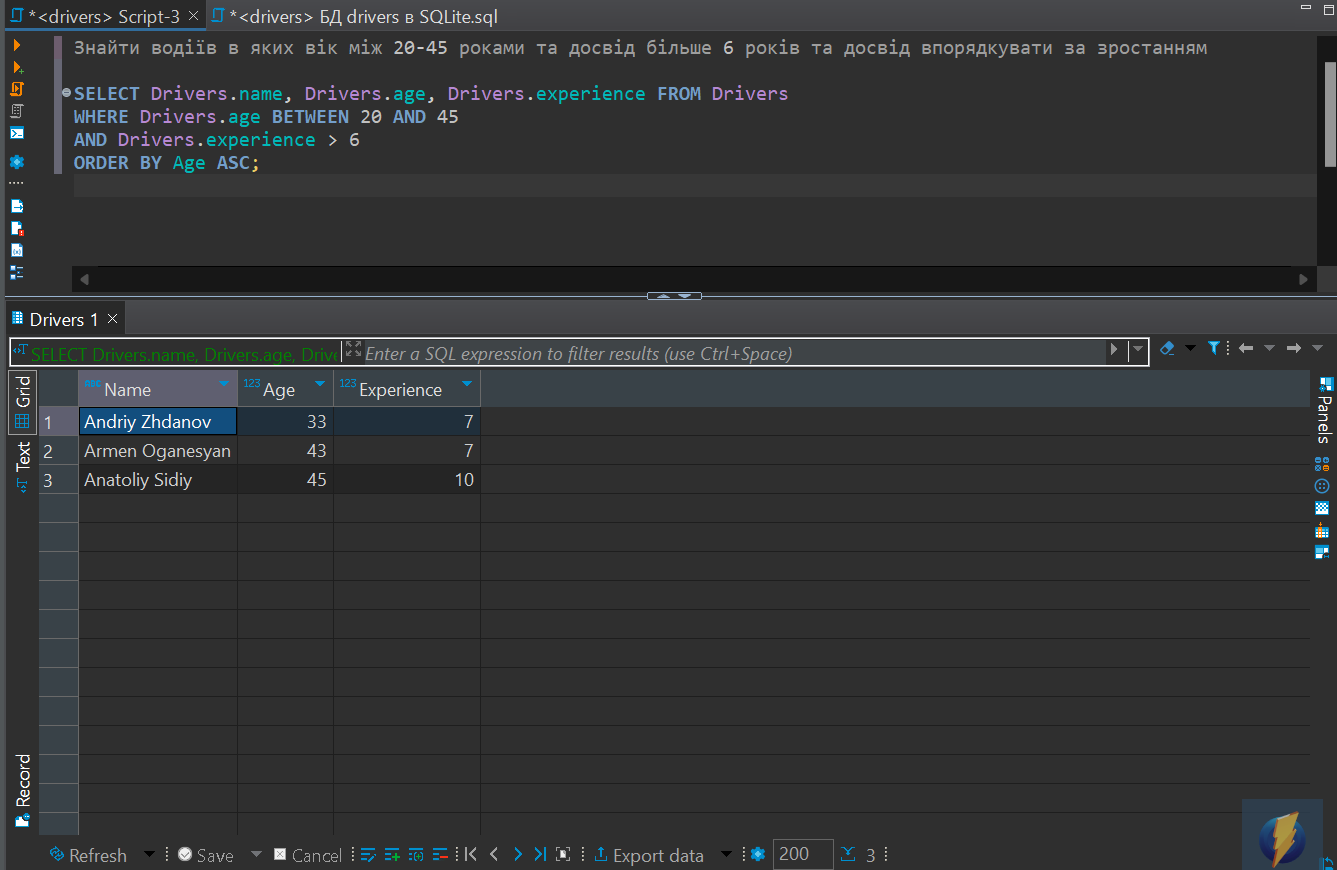 *<drivers> Script-3
*<drivers> БД drivers в SQLite.sql
Знайти водіїв в яких вік між 20-45 роками та досвід більше 6 років та досвід впорядкувати за зростанням
SELECT Drivers.name, Drivers.age, Drivers.experience FROM Drivers
WHERE Drivers.age BETWEEN 20 AND 45
AND Drivers.experience > 6
ORDER BY Age ASC;
Drivers 1
SELECT Drivers.name, Drivers.age, Drive
Enter a SQL expression to filter results (use Ctrl+Space)
Grid
Text
Record
Panels
ABC Name 123 Age 123 Experience
1 Andriy Zhdanov 33 7
2 Armen Oganesyan 43 7
3 Anatoliy Sidiy 45 10
Refresh Save Cancel Export data 200 3